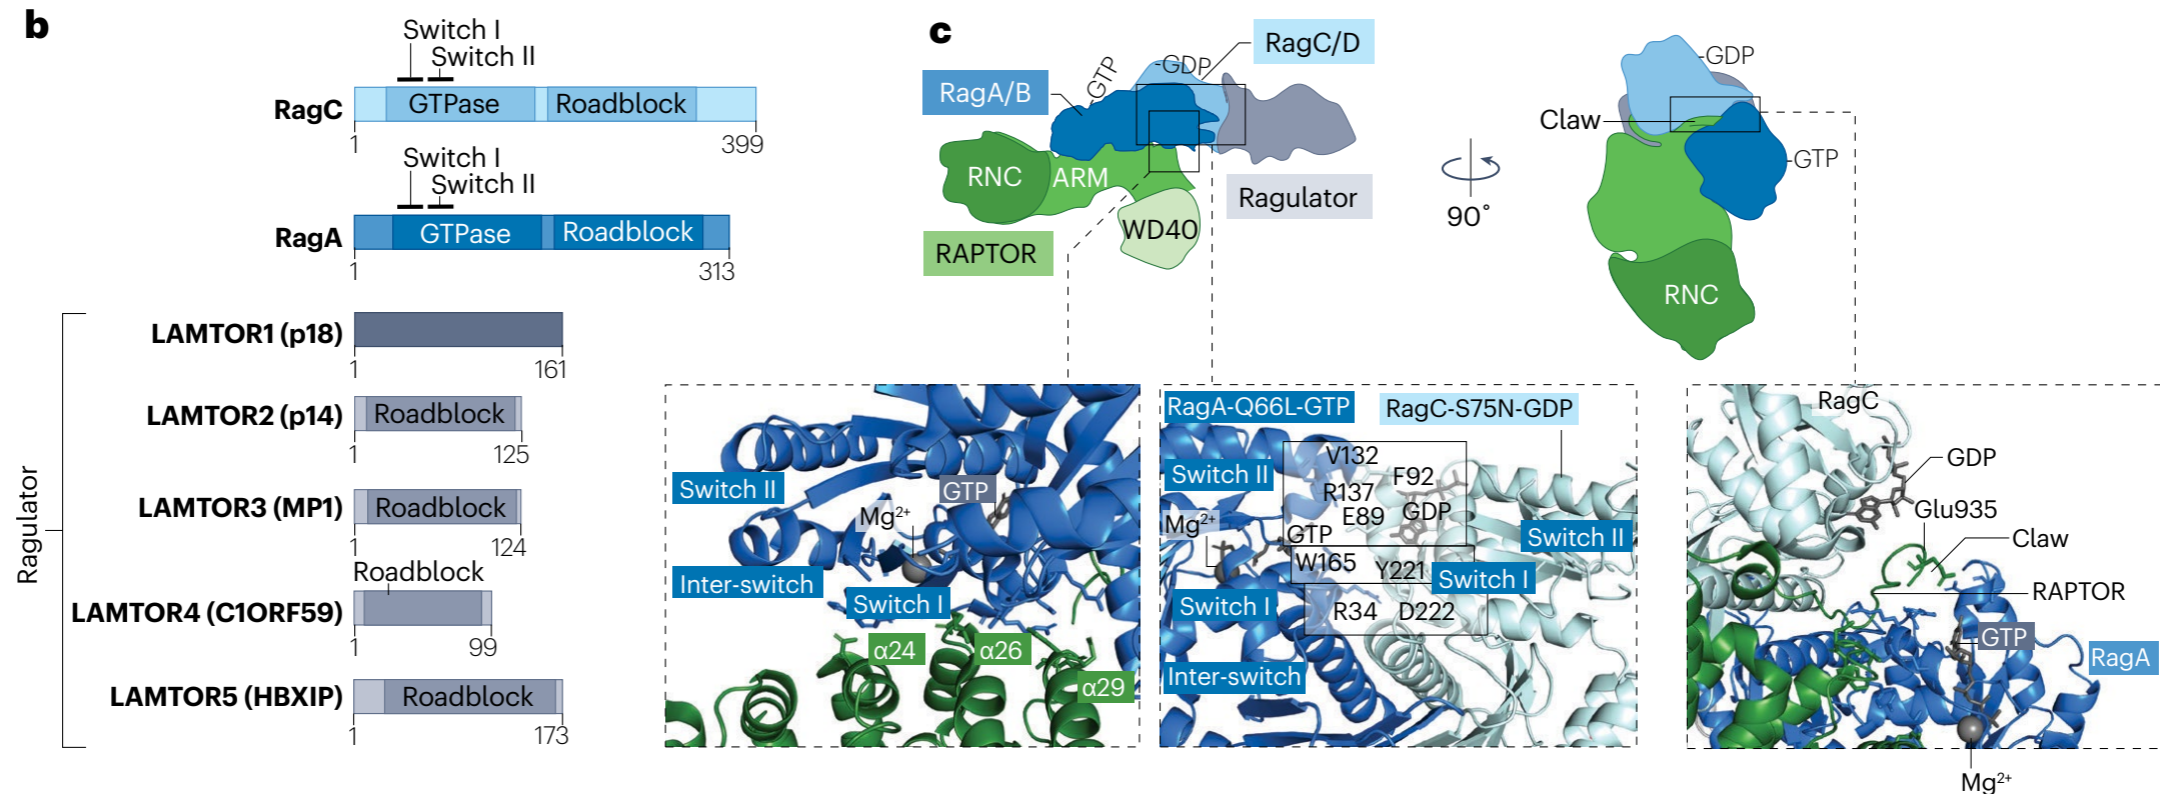 b
Switch I
Switch II
RagC
GTPase
Roadblock
1
399
Switch I
Switch II
RagA
GTPase
Roadblock
1
313
Ragulator
LAMTOR1 (p18)
1
161
LAMTOR2 (p14)
Roadblock
1
125
LAMTOR3 (MP1)
Roadblock
1
124
Roadblock
LAMTOR4 (C1ORF59)
1
99
LAMTOR5 (HBXIP)
Roadblock
1
173
c
RagC/D
GDP
GTP
RagA/B
RNC
ARM
WD40
RAPTOR
Ragulator
90°
GDP
Claw
GTP
RNC
Switch II
GTP
Mg2+
Inter-switch
Switch I
α24
α26
α29
RagA-Q66L-GTP
RagC-S75N-GDP
V132
Switch II
F92
R137
E89
GDP
Mg2+
GTP
Switch II
W165
Y221
Switch I
Switch I
R34
D222
Inter-switch
RagC
GDP
Glu935
Claw
RAPTOR
GTP
RagA
Mg2+